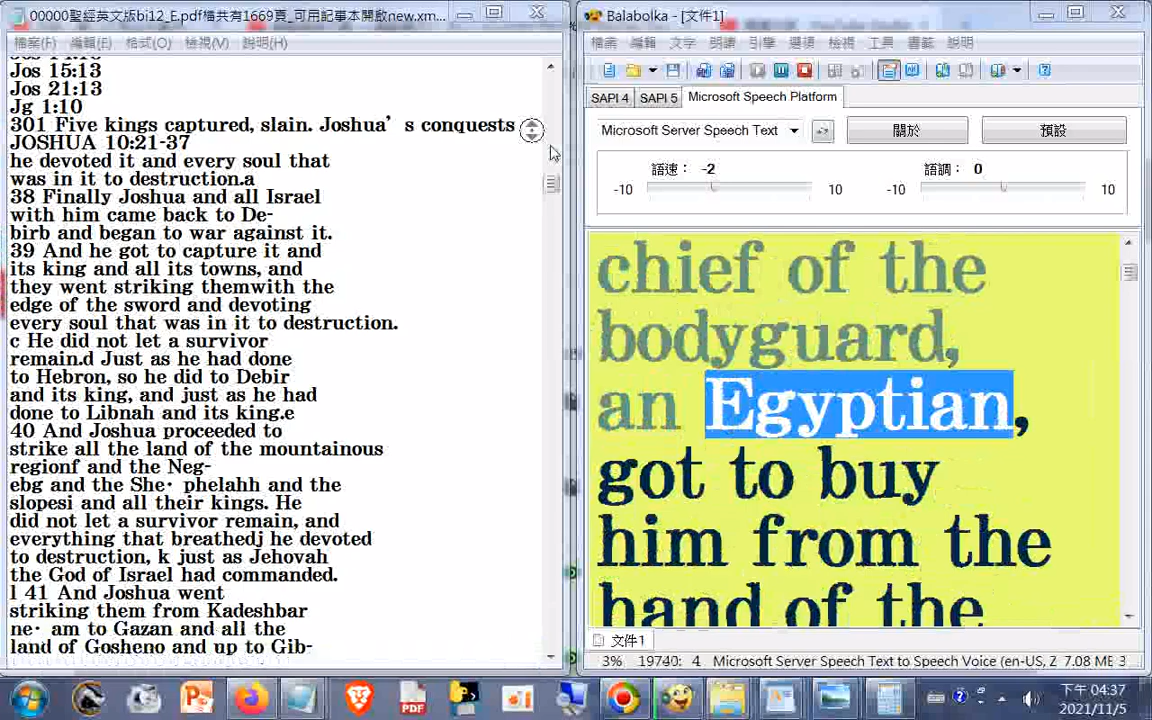 00000聖經英文版bi12_E.pdf檔共有1669頁_可用記事本開啟new.xm...
檔案(F) 編輯(E) 格式(O) 檢視(V) 說明(H)
Jos 15:13
Jos 21:13
Jg 1:10
301 Five kings captured, slain. Joshua’s conquests
JOSHUA 10:21-37
he devoted it and every soul that
was in it to destruction.a
38 Finally Joshua and all Israel
with him came back to De-
birb and began to war against it.
39 And he got to capture it and
its king and all its towns, and
they went striking themwith the
edge of the sword and devoting
every soul that was in it to destruction.
c He did not let a survivor
remain.d Just as he had done
to Hebron, so he did to Debir
and its king, and just as he had
done to Libnah and its king.e
40 And Joshua proceeded to
strike all the land of the mountainous
regionf and the Neg-
ebg and the She· phelahh and the
slopesi and all their kings. He
did not let a survivor remain, and
everything that breathedj he devoted
to destruction, k just as Jehovah
the God of Israel had commanded.
l 41 And Joshua went
striking them from Kadeshbar
ne· am to Gazan and all the
land of Gosheno and up to Gib-
Balabolka - [文件1]
檔案 編輯 文字 朗讀 引擎 選項 檢視 工具 書籤 說明
SAPI 4 SAPI 5 Microsoft Speech Platform
Microsoft Server Speech Text 關於 預設
語速： -2 語調： 0
-10 10 -10 10
chief of the
bodyguard,
an Egyptian,
got to buy
him from the
hand of the
文件1
3% 19740: 4 Microsoft Server Speech Text to Speech Voice (en-US, Z 7.08 ME 3
下午 04:37
2021/11/5